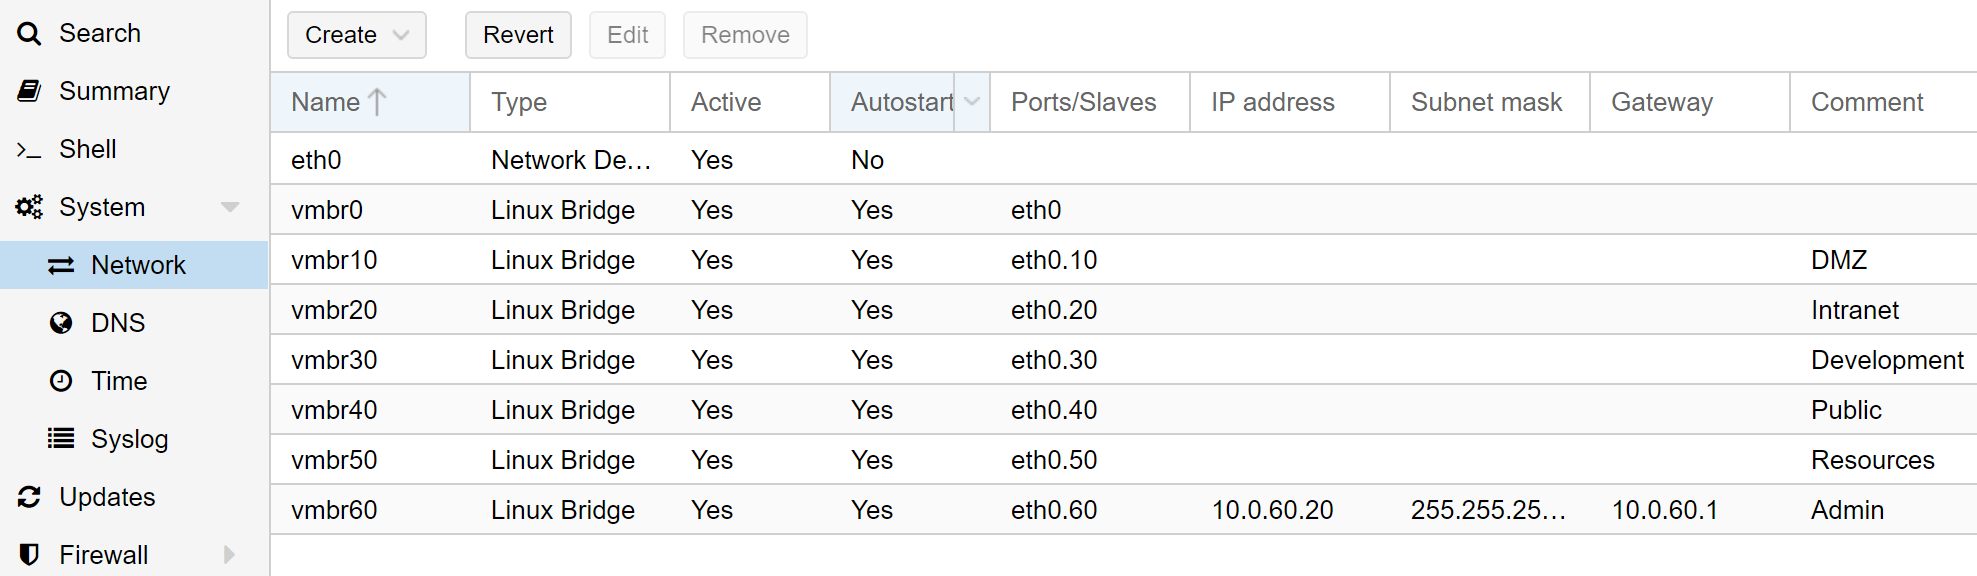 Search
Summary
Shell
System
Network
DNS
Time
Syslog
Updates
Firewall
Create Revert Edit Remove
Name Type Active Autostart Ports/Slaves IP address Subnet mask Gateway Comment
eth0 Network De... Yes No
vmbr0 Linux Bridge Yes Yes eth0
vmbr10 Linux Bridge Yes Yes eth0.10 DMZ
vmbr20 Linux Bridge Yes Yes eth0.20 Intranet
vmbr30 Linux Bridge Yes Yes eth0.30 Development
vmbr40 Linux Bridge Yes Yes eth0.40 Public
vmbr50 Linux Bridge Yes Yes eth0.50 Resources
vmbr60 Linux Bridge Yes Yes eth0.60 10.0.60.20 255.255.25... 10.0.60.1 Admin